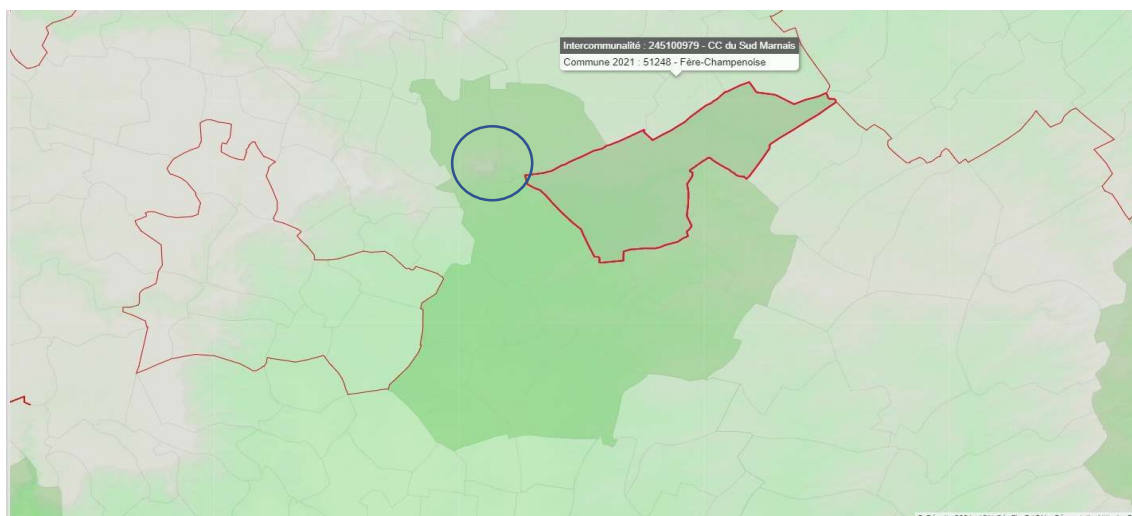 Intercommunalité : 245100979 - CC du Sud Marnais
Commune 2021 : 51248 - Fère-Champenoise